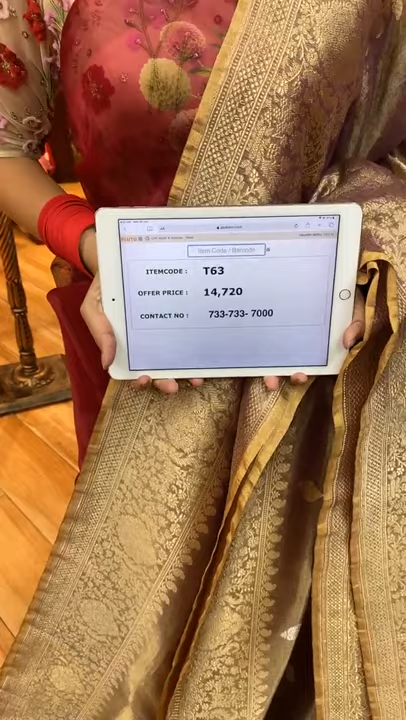 Item Code / Barcode
ITEMCODE : T63
OFFER PRICE : 14,720
CONTACT NO : 733-733- 7000